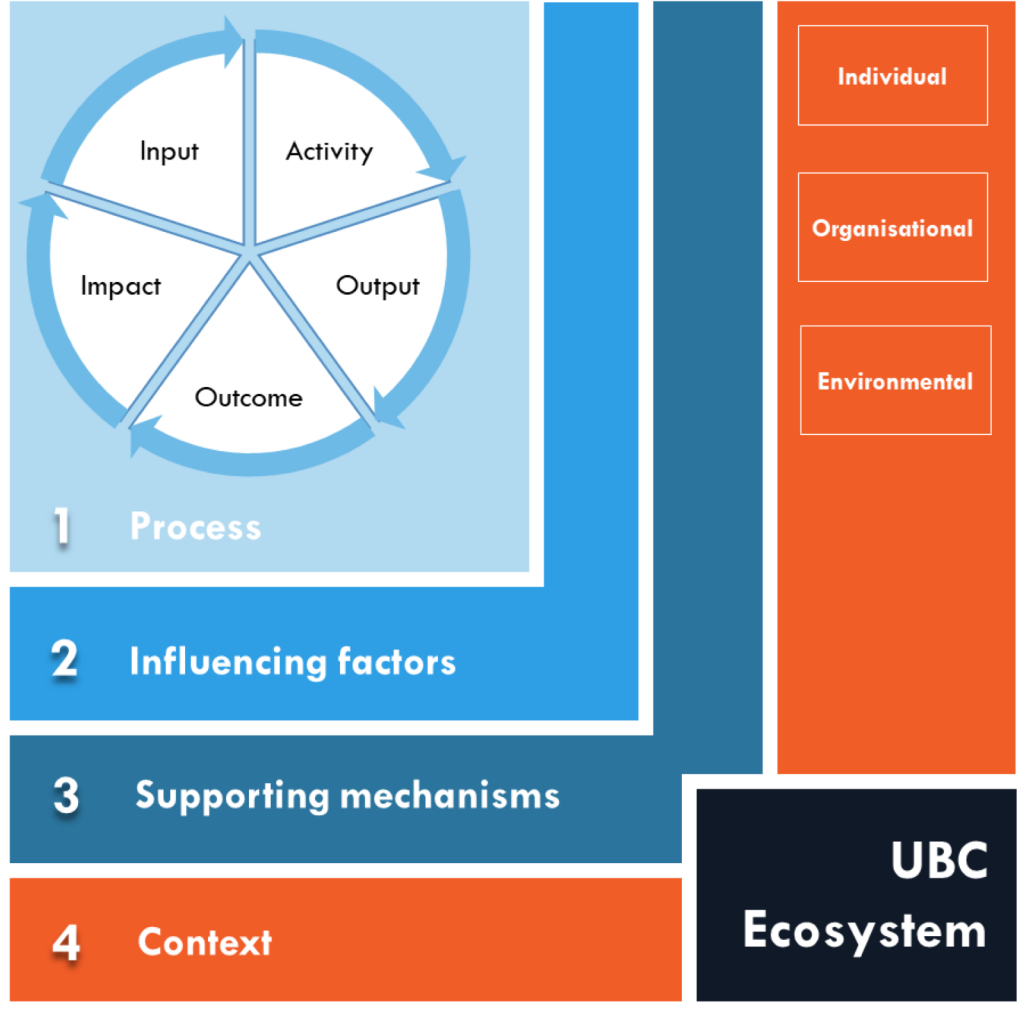 Input
Activity
Impact
Output
Outcome
1 Process
2 Influencing factors
3 Supporting mechanisms
4 Context
Individual
Organisational
Environmental
UBC
Ecosystem